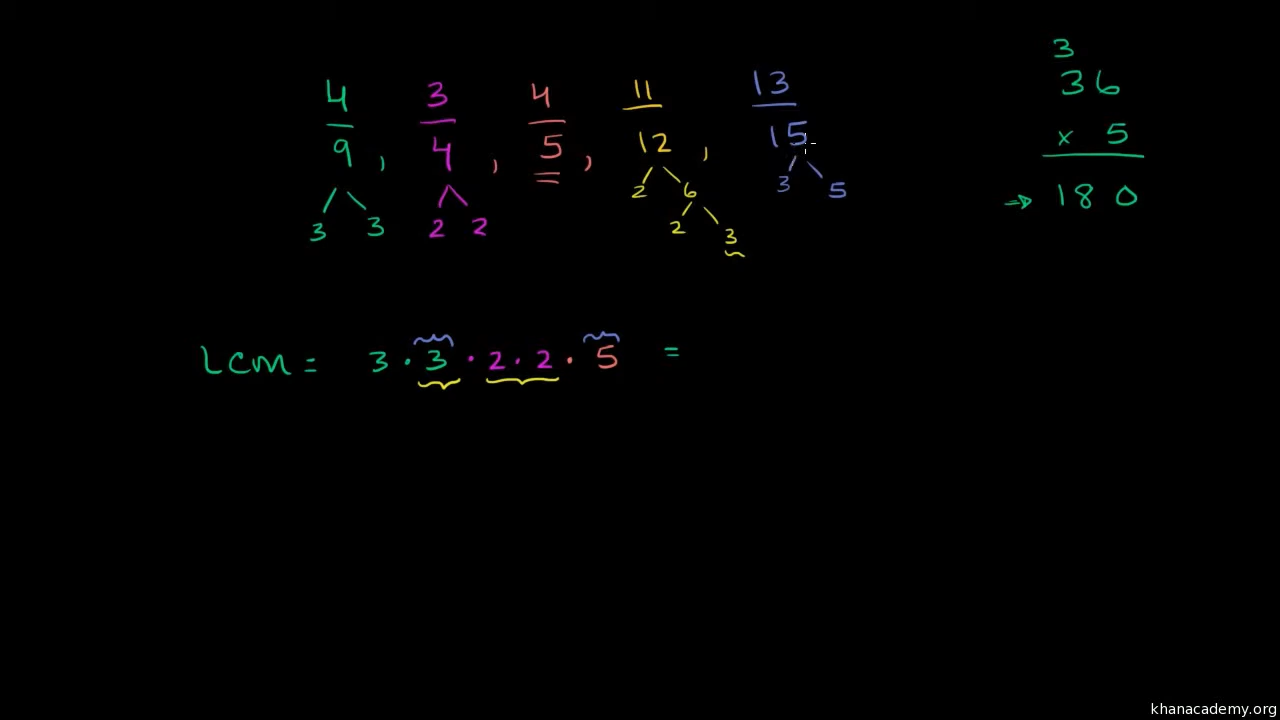 4/9, 3/4, 4/5, 11/12, 13/15
3 3 2 2 2 6 3 5
2 3
3
36
x 5
⇒ 180
LCM = 3 · 3 · 2 · 2 · 5 =
khanacademy.org